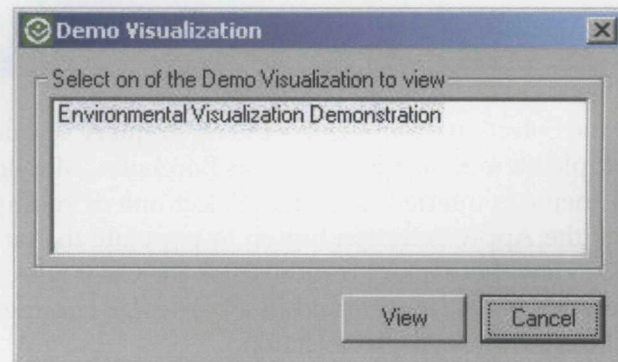 Demo Visualization
Select on of the Demo Visualization to view
Environmental Visualization Demonstration
View
Cancel